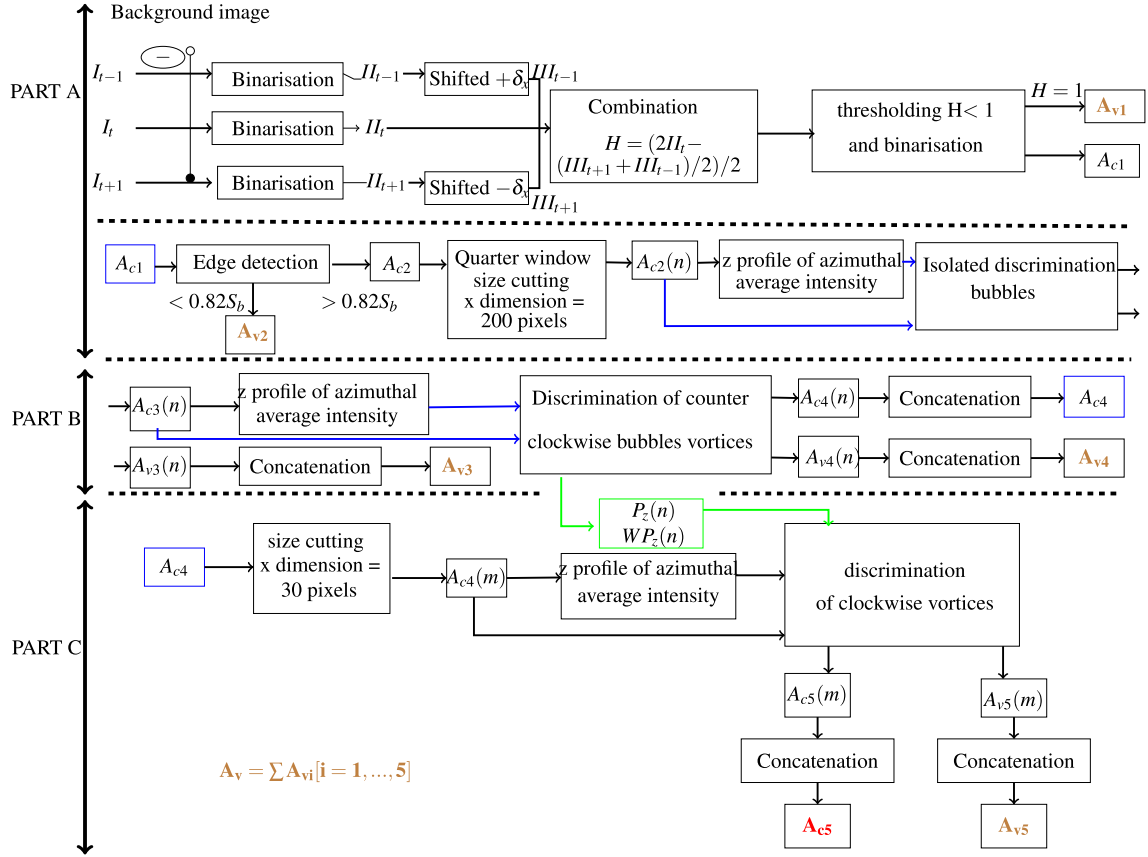 Background image
PART A
−
I_{t−1}
Binarisation
II_{t−1}
Shifted +δ_x
III_{t−1}
I_t
Binarisation
II_t
I_{t+1}
Binarisation
II_{t+1}
Shifted −δ_x
III_{t+1}
Combination
H = (2II_t−
(III_{t+1} + III_{t−1})/2)/2
thresholding H< 1
and binarisation
H = 1
A_{v1}
A_{c1}
A_{c1}
Edge detection
< 0.82S_b
> 0.82S_b
A_{v2}
A_{c2}
Quarter window
size cutting
x dimension =
200 pixels
A_{c2}(n)
z profile of azimuthal
average intensity
Isolated discrimination
bubbles
PART B
A_{c3}(n)
z profile of azimuthal
average intensity
A_{v3}(n)
Concatenation
A_{v3}
Discrimination of counter
clockwise bubbles vortices
A_{c4}(n)
Concatenation
A_{c4}
A_{v4}(n)
Concatenation
A_{v4}
PART C
P_z(n)
WP_z(n)
A_{c4}
size cutting
x dimension =
30 pixels
A_{c4}(m)
z profile of azimuthal
average intensity
discrimination
of clockwise vortices
A_{c5}(m)
A_{v5}(m)
Concatenation
Concatenation
A_{c5}
A_{v5}
A_v = ∑ A_{vi}[i = 1, ..., 5]